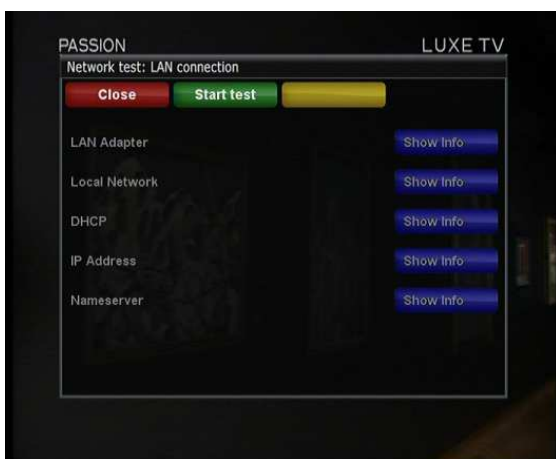 PASSION LUXE TV
Network test: LAN connection
Close Start test
LAN Adapter Show Info
Local Network Show Info
DHCP Show Info
IP Address Show Info
Nameserver Show Info